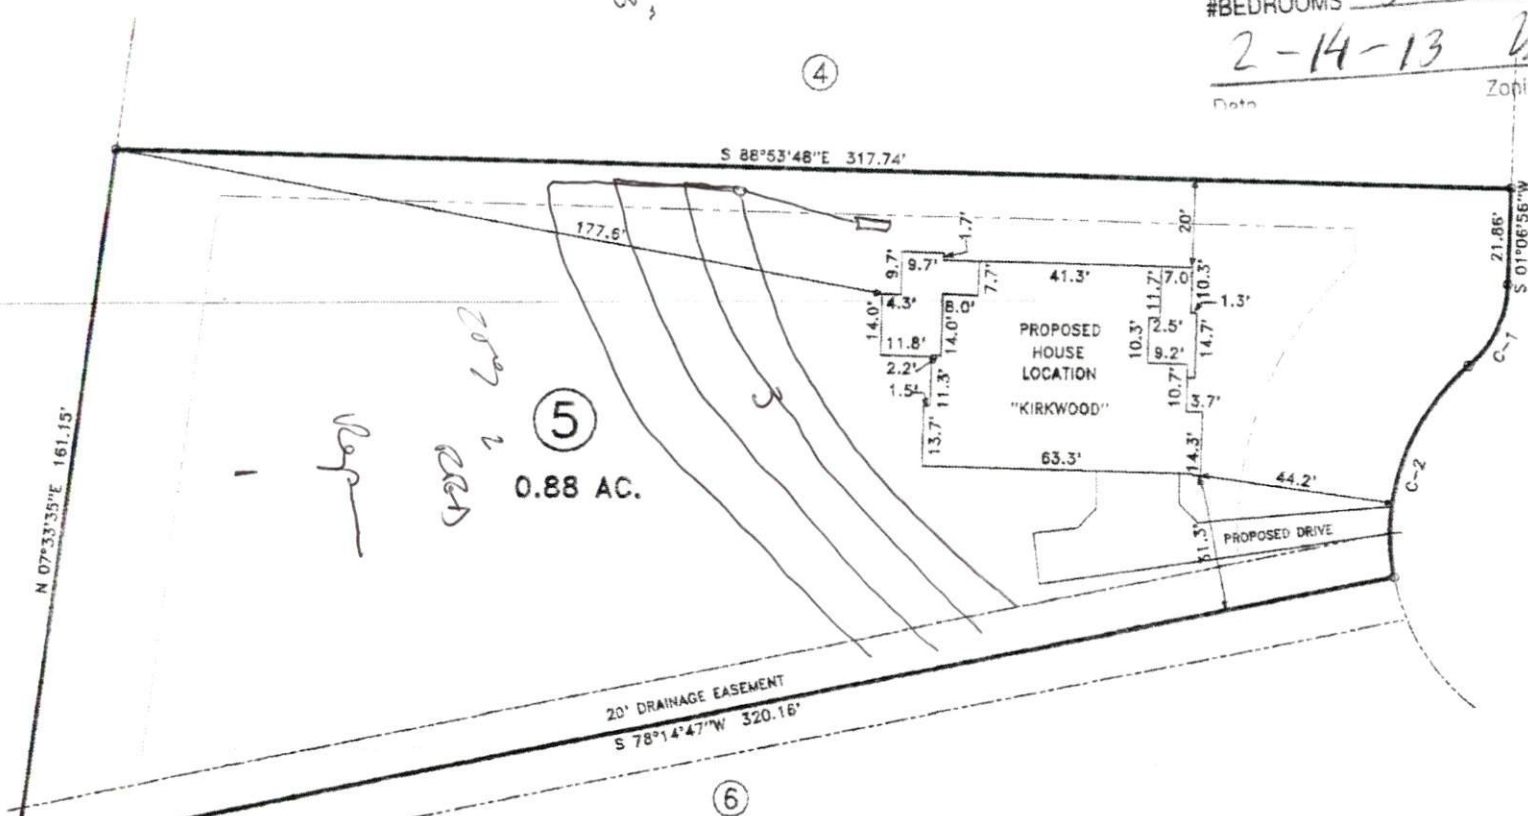 #BEDROOMS
2-14-13
Date
④
S 88°53'48"E 317.74'
20'
21.86'
S 01°06'56"W
177.6'
1.7'
9.7'
9.7'
7.7'
41.3'
7.0'
11.7'
10.3'
1.3'
4.3'
8.0'
14.0'
14.0'
11.8'
2.2'
1.5'
11.3'
13.7'
PROPOSED
HOUSE
LOCATION
"KIRKWOOD"
10.3'
2.5'
9.2'
14.7'
10.7'
3.7'
14.3'
63.3'
C-1
C-2
44.2'
PROPOSED DRIVE
51.3'
⑤
0.88 AC.
N 07°33'35"E 161.15'
20' DRAINAGE EASEMENT
S 78°14'47"W 320.16'
⑥